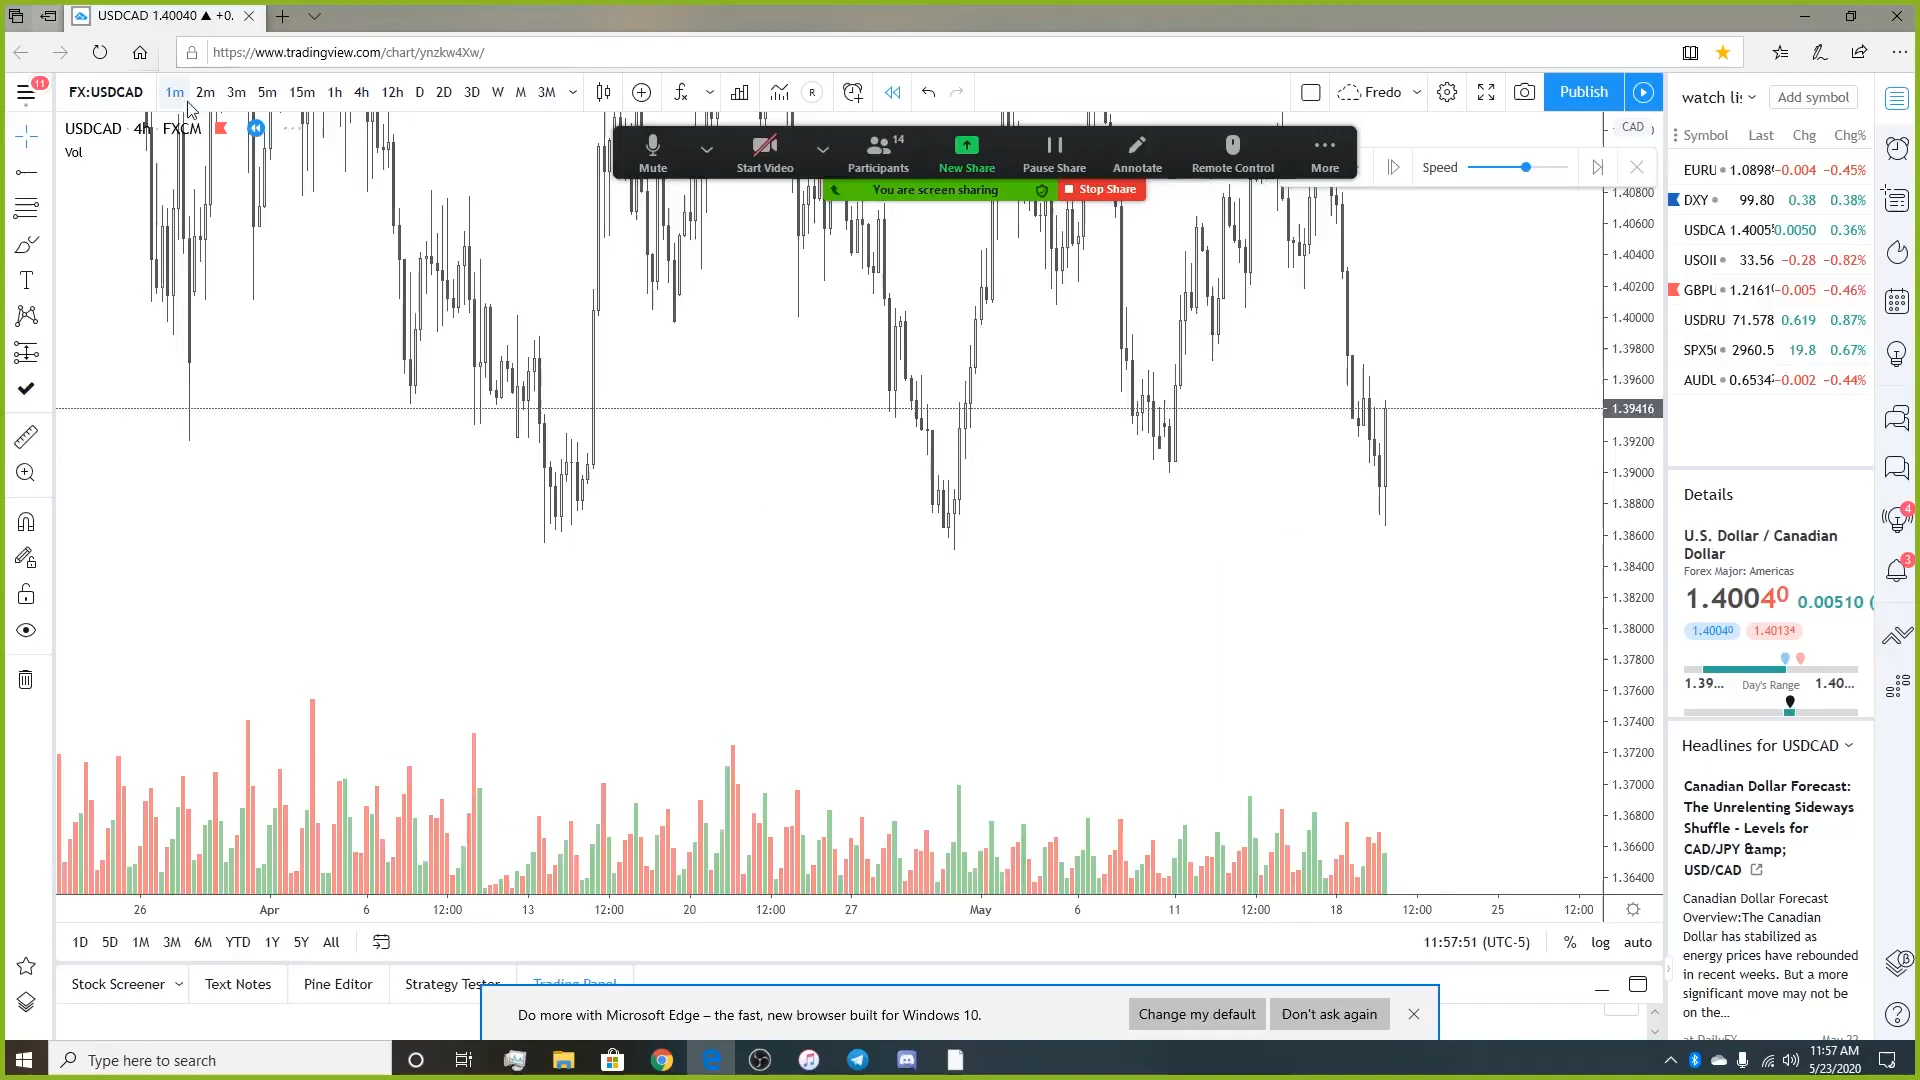 USDCAD 1.40040 ▲ +0.
https://www.tradingview.com/chart/ynzkw4Xw/
11
FX:USDCAD 1m 2m 3m 5m 15m 1h 4h 12h D 2D 3D W M 3M
R
Fredo
Publish
USDCAD 4h FXCM
Vol
Mute
Start Video
14
Participants
New Share
Pause Share
Annotate
Remote Control
More
You are screen sharing
Stop Share
Speed
CAD
1.40800
1.40600
1.40400
1.40200
1.40000
1.39800
1.39600
1.39416
1.39200
1.39000
1.38800
1.38600
1.38400
1.38200
1.38000
1.37800
1.37600
1.37400
1.37200
1.37000
1.36800
1.36600
1.36400
26 Apr 6 12:00 13 12:00 20 12:00 27 May 6 11 12:00 18 12:00 25 12:00
1D 5D 1M 3M 6M YTD 1Y 5Y All
11:57:51 (UTC-5) % log auto
Stock Screener Text Notes Pine Editor Strategy Tester Trading Panel
Do more with Microsoft Edge – the fast, new browser built for Windows 10.
Change my default
Don't ask again
watch lis
Add symbol
Symbol Last Chg Chg%
EURU 1.0898 -0.004 -0.45%
DXY 99.80 0.38 0.38%
USDCA 1.4005 0.0050 0.36%
USOII 33.56 -0.28 -0.82%
GBPU 1.2161 -0.005 -0.46%
USDRU 71.578 0.619 0.87%
SPX5 2960.5 19.8 0.67%
AUDU 0.6534 -0.002 -0.44%
Details
U.S. Dollar / Canadian
Dollar
Forex Major: Americas
1.40040 0.00510 (
1.40040 1.40134
1.39... Day's Range 1.40...
Headlines for USDCAD
Canadian Dollar Forecast:
The Unrelenting Sideways
Shuffle - Levels for
CAD/JPY &amp;
USD/CAD
Canadian Dollar Forecast
Overview:The Canadian
Dollar has stabilized as
energy prices have rebounded
in recent weeks. But a more
significant move may not be
on the...
4
3
Type here to search
11:57 AM
5/23/2020